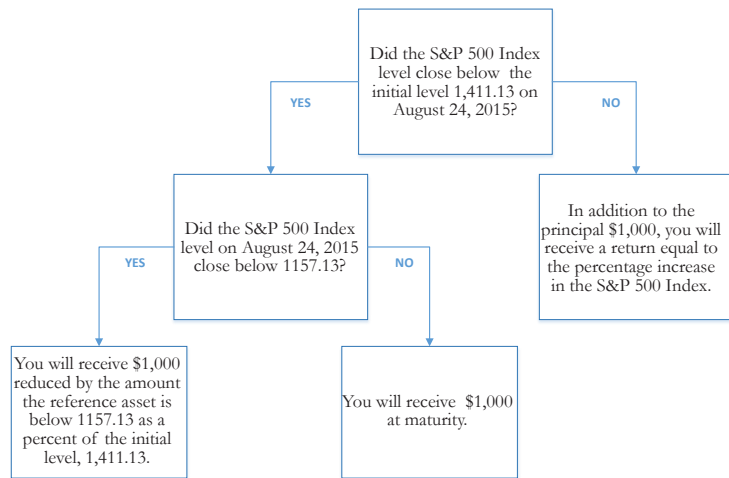 Did the S&P 500 Index
level close below the
initial level 1,411.13 on
August 24, 2015?
YES
NO
Did the S&P 500 Index
level on August 24, 2015
close below 1157.13?
In addition to the
principal $1,000, you will
receive a return equal to
the percentage increase
in the S&P 500 Index.
YES
NO
You will receive $1,000
reduced by the amount
the reference asset is
below 1157.13 as a
percent of the initial
level, 1,411.13.
You will receive $1,000
at maturity.